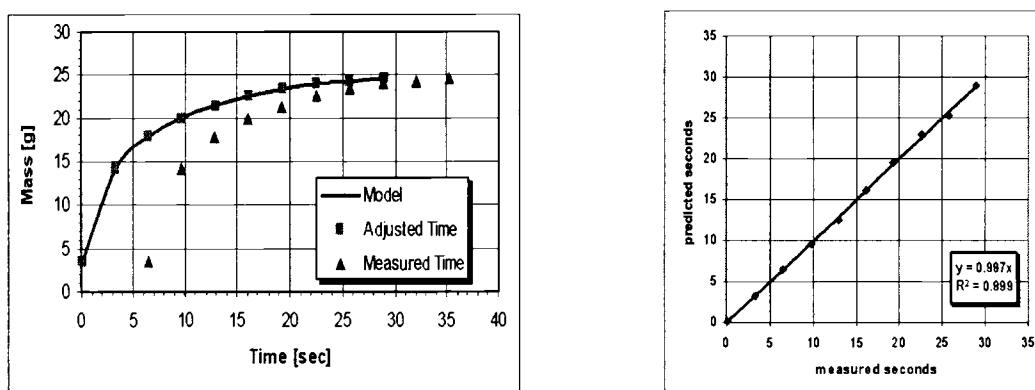 30
25
20
15
10
5
0
Mass [g]
Model
Adjusted Time
Measured Time
0 5 10 15 20 25 30 35 40
Time [sec]
35
30
25
20
15
10
5
0
predicted seconds
y = 0.997x
R² = 0.999
0 5 10 15 20 25 30 35
measured seconds